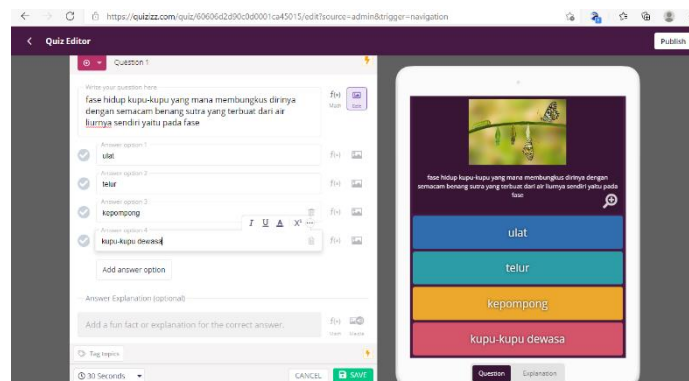 https://quizizz.com/quiz/60606d2d90c0d0001ca45015/edit?source=admin&trigger=navigation
Quiz Editor
Publish
Question 1
Write your question here
fase hidup kupu-kupu yang mana membungkus dirinya
dengan semacam benang sutra yang terbuat dari air
liurnya sendiri yaitu pada fase
f(x)
Math
Answer option 1
ulat
f(x)
Answer option 2
telur
f(x)
Answer option 3
kepompong
f(x)
I U A X²
Answer option 4
kupu-kupu dewasa
f(x)
Add answer option
Answer Explanation (optional)
Add a fun fact or explanation for the correct answer.
f(x)
Math
Tag topics
30 Seconds
CANCEL
SAVE
fase hidup kupu-kupu yang mana membungkus dirinya dengan
semacam benang sutra yang terbuat dari air liurnya sendiri yaitu pada
fase
ulat
telur
kepompong
kupu-kupu dewasa
Question
Explanation